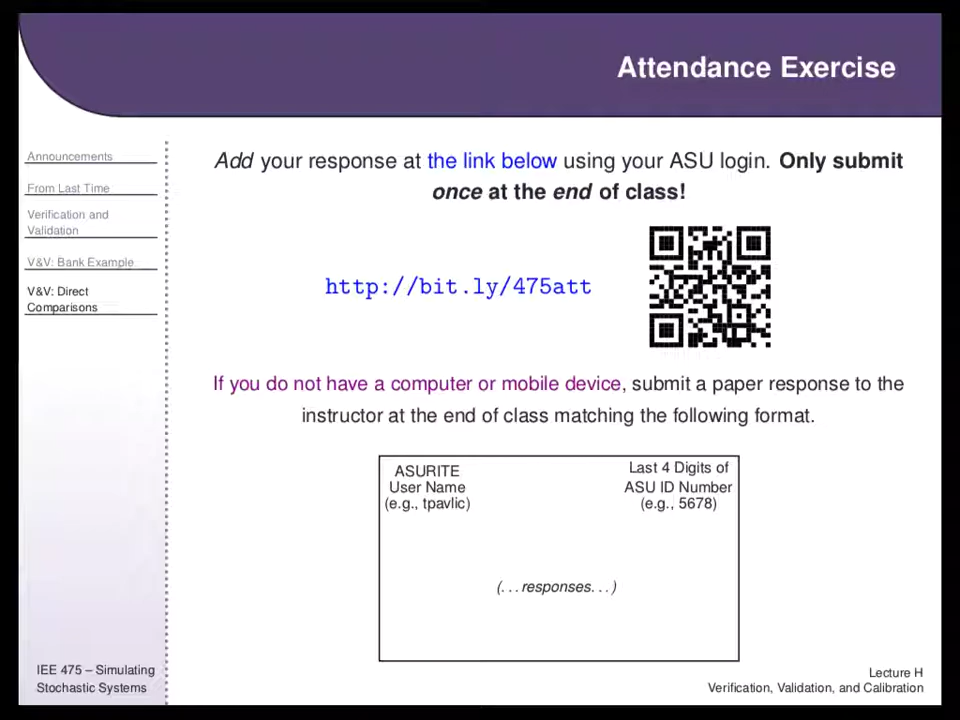 Attendance Exercise
Announcements
From Last Time
Verification and
Validation
V&V: Bank Example
V&V: Direct
Comparisons
Add your response at the link below using your ASU login. Only submit
once at the end of class!
http://bit.ly/475att
If you do not have a computer or mobile device, submit a paper response to the
instructor at the end of class matching the following format.
ASURITE
User Name
(e.g., tpavlic)
Last 4 Digits of
ASU ID Number
(e.g., 5678)
(...responses...)
IEE 475 – Simulating
Stochastic Systems
Lecture H
Verification, Validation, and Calibration